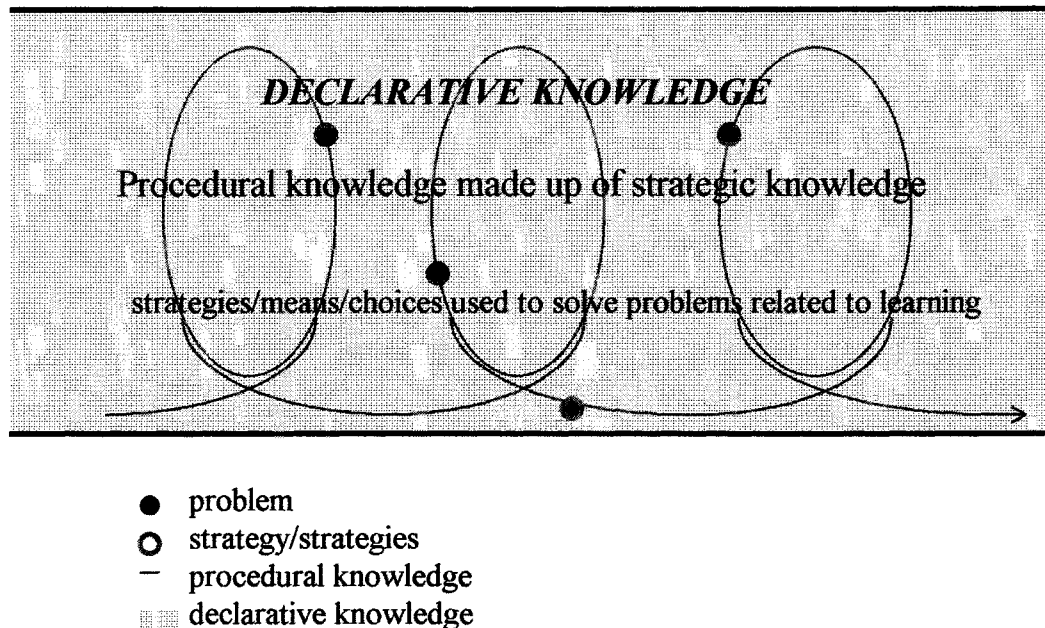 DECLARATIVE KNOWLEDGE
Procedural knowledge made up of strategic knowledge
strategies/means/choices used to solve problems related to learning
problem
strategy/strategies
procedural knowledge
declarative knowledge